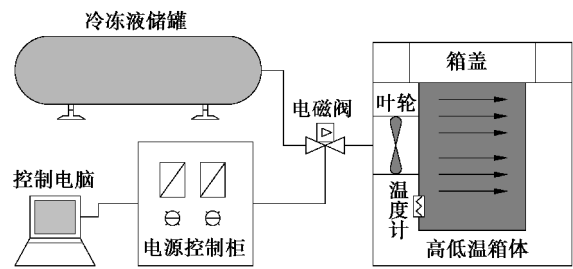 冷冻液储罐
箱盖
电磁阀
叶轮
控制电脑
温度计
电源控制柜
高低温箱体